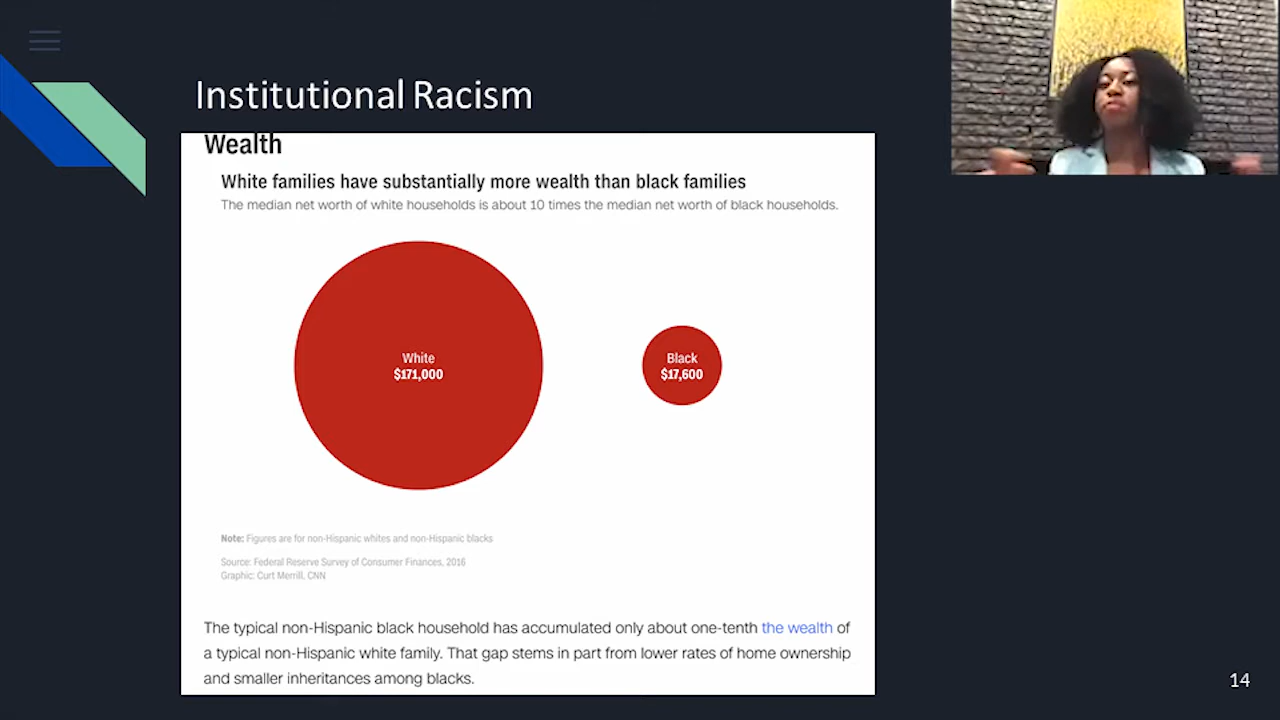 Institutional Racism
Wealth
White families have substantially more wealth than black families
The median net worth of white households is about 10 times the median net worth of black households.
White
$171,000
Black
$17,600
Note: Figures are for non-Hispanic whites and non-Hispanic blacks
Source: Federal Reserve Survey of Consumer Finances, 2016
Graphic: Curt Merrill, CNN
The typical non-Hispanic black household has accumulated only about one-tenth the wealth of
a typical non-Hispanic white family. That gap stems in part from lower rates of home ownership
and smaller inheritances among blacks.
14